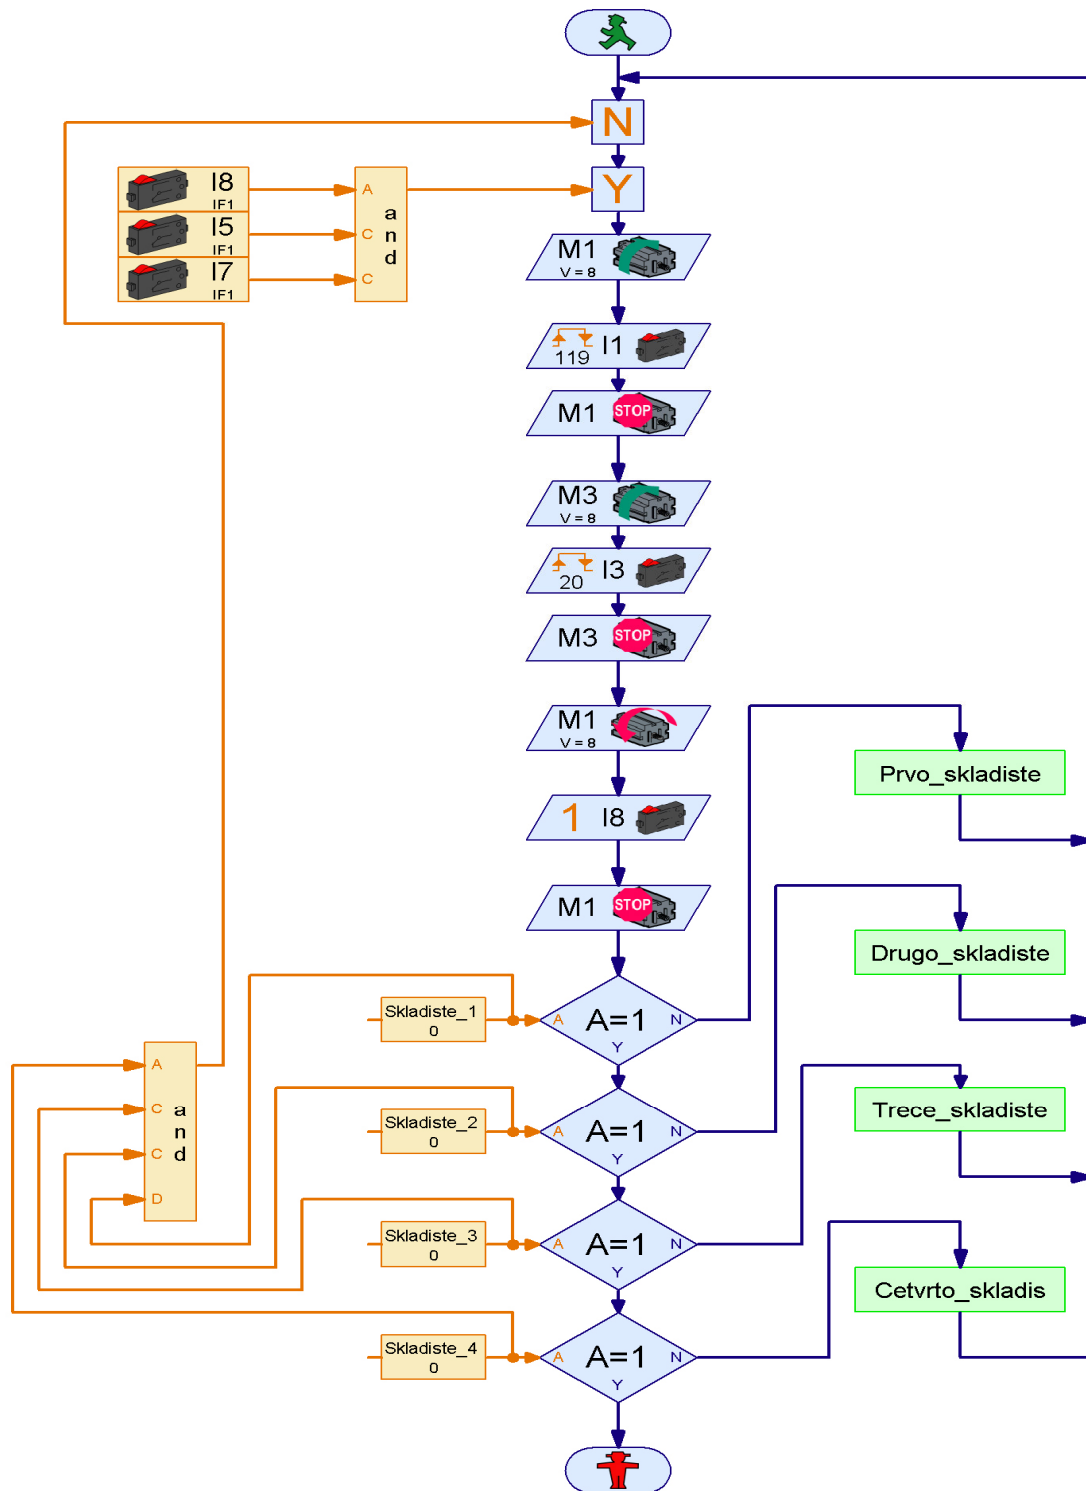 N
I8
IF1
A
I5
IF1
C
I7
IF1
C
a
n
d
Y
M1
V = 8
119
I1
M1
STOP
M3
V = 8
20
I3
M3
STOP
M1
V = 8
Prvo_skladiste
1
I8
M1
STOP
Drugo_skladiste
Skladiste_1
0
A
A=1
N
Y
A
C
C
D
a
n
d
Skladiste_2
0
A
A=1
N
Y
Trece_skladiste
Skladiste_3
0
A
A=1
N
Y
Cetvrto_skladis
Skladiste_4
0
A
A=1
N
Y